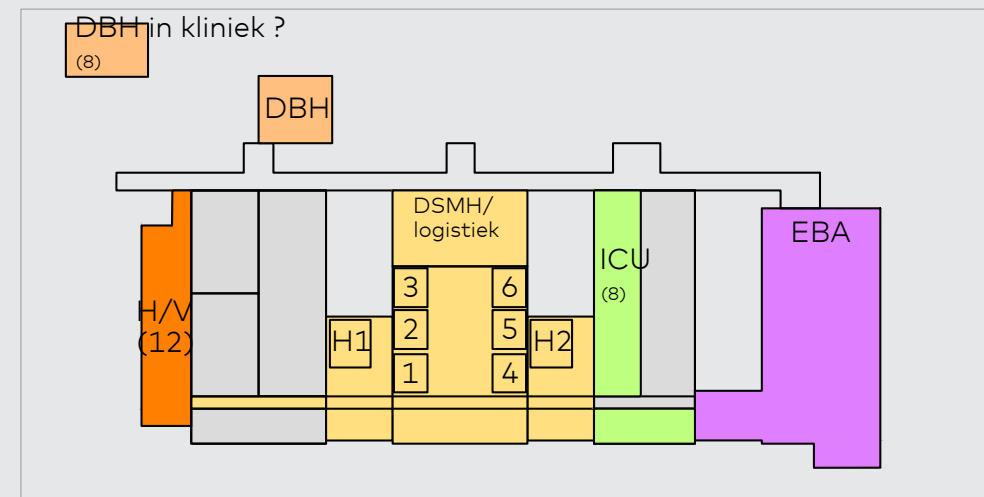 DBH in kliniek ?
(8)
DBH
DSMH/
logistiek
EBA
ICU
(8)
3
6
H/V
(12)
2
5
H1
H2
1
4